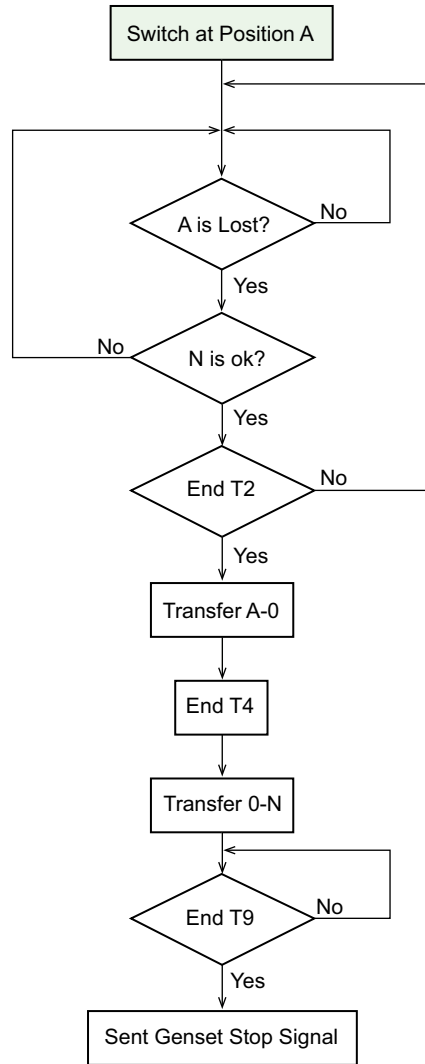 Switch at Position A
A is Lost?
No
Yes
No
N is ok?
Yes
End T2
No
Yes
Transfer A-0
End T4
Transfer 0-N
End T9
No
Yes
Sent Genset Stop Signal